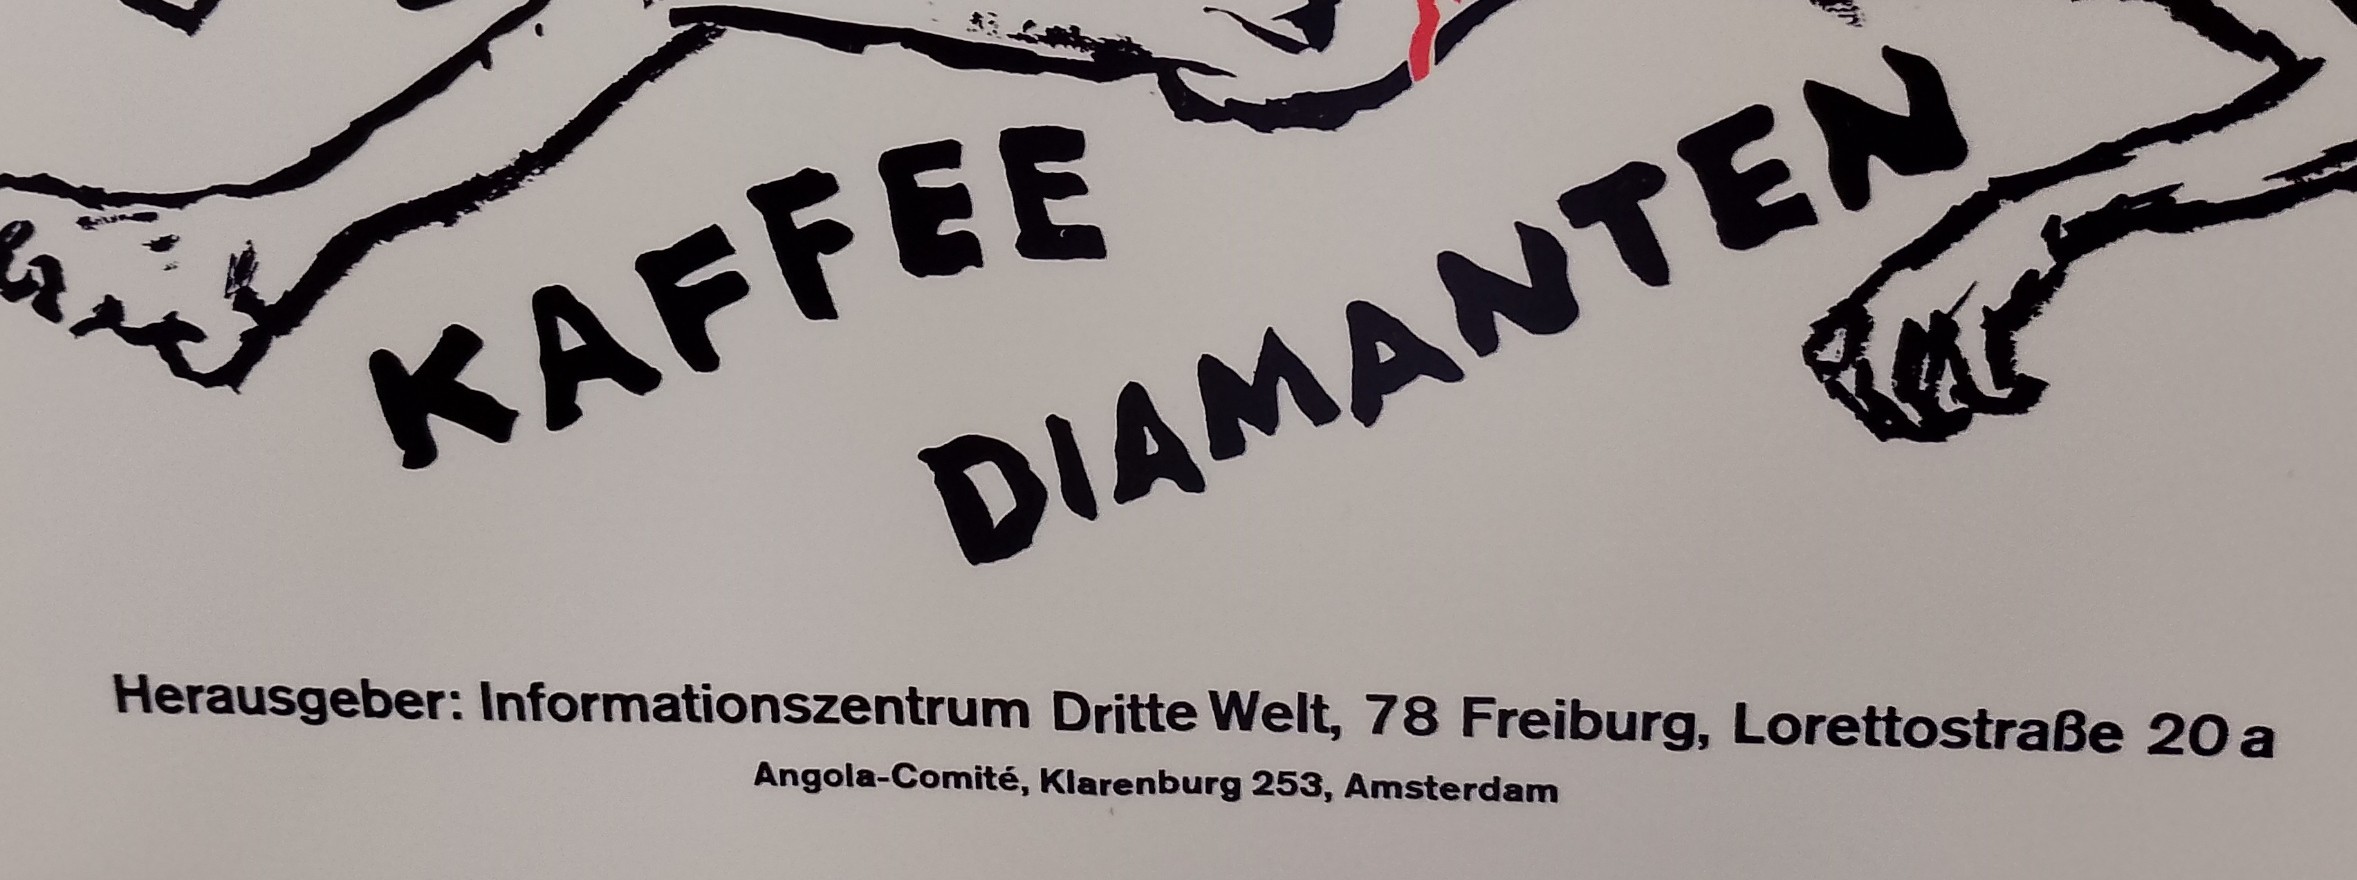 KAFFEE
DIAMANTEN
Herausgeber: Informationszentrum Dritte Welt, 78 Freiburg, Lorettostraße 20 a
Angola-Comité, Klarenburg 253, Amsterdam